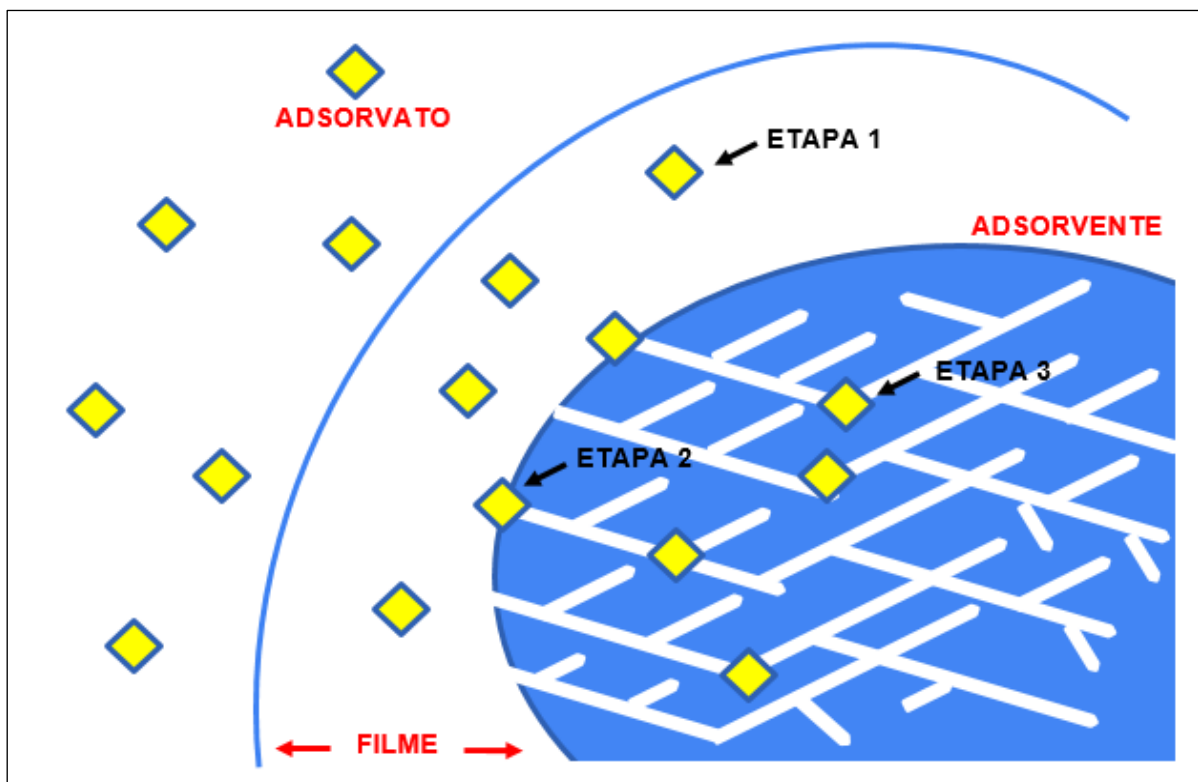 ADSORVATO
ETAPA 1
ADSORVENTE
ETAPA 3
ETAPA 2
FILME